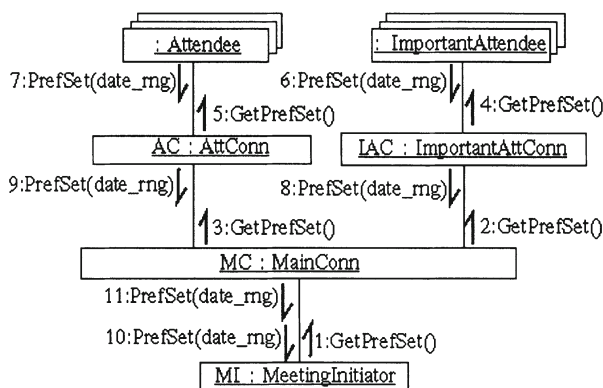 : Attendee
: ImportantAttendee
7:PrefSet(date_rng)
6:PrefSet(date_rng)
5:GetPrefSet()
4:GetPrefSet()
AC : AttConn
IAC : ImportantAttConn
9:PrefSet(date_rng)
8:PrefSet(date_rng)
3:GetPrefSet()
2:GetPrefSet()
MC : MainConn
11:PrefSet(date_rng)
10:PrefSet(date_rng)
1:GetPrefSet()
MI : MeetingInitiator